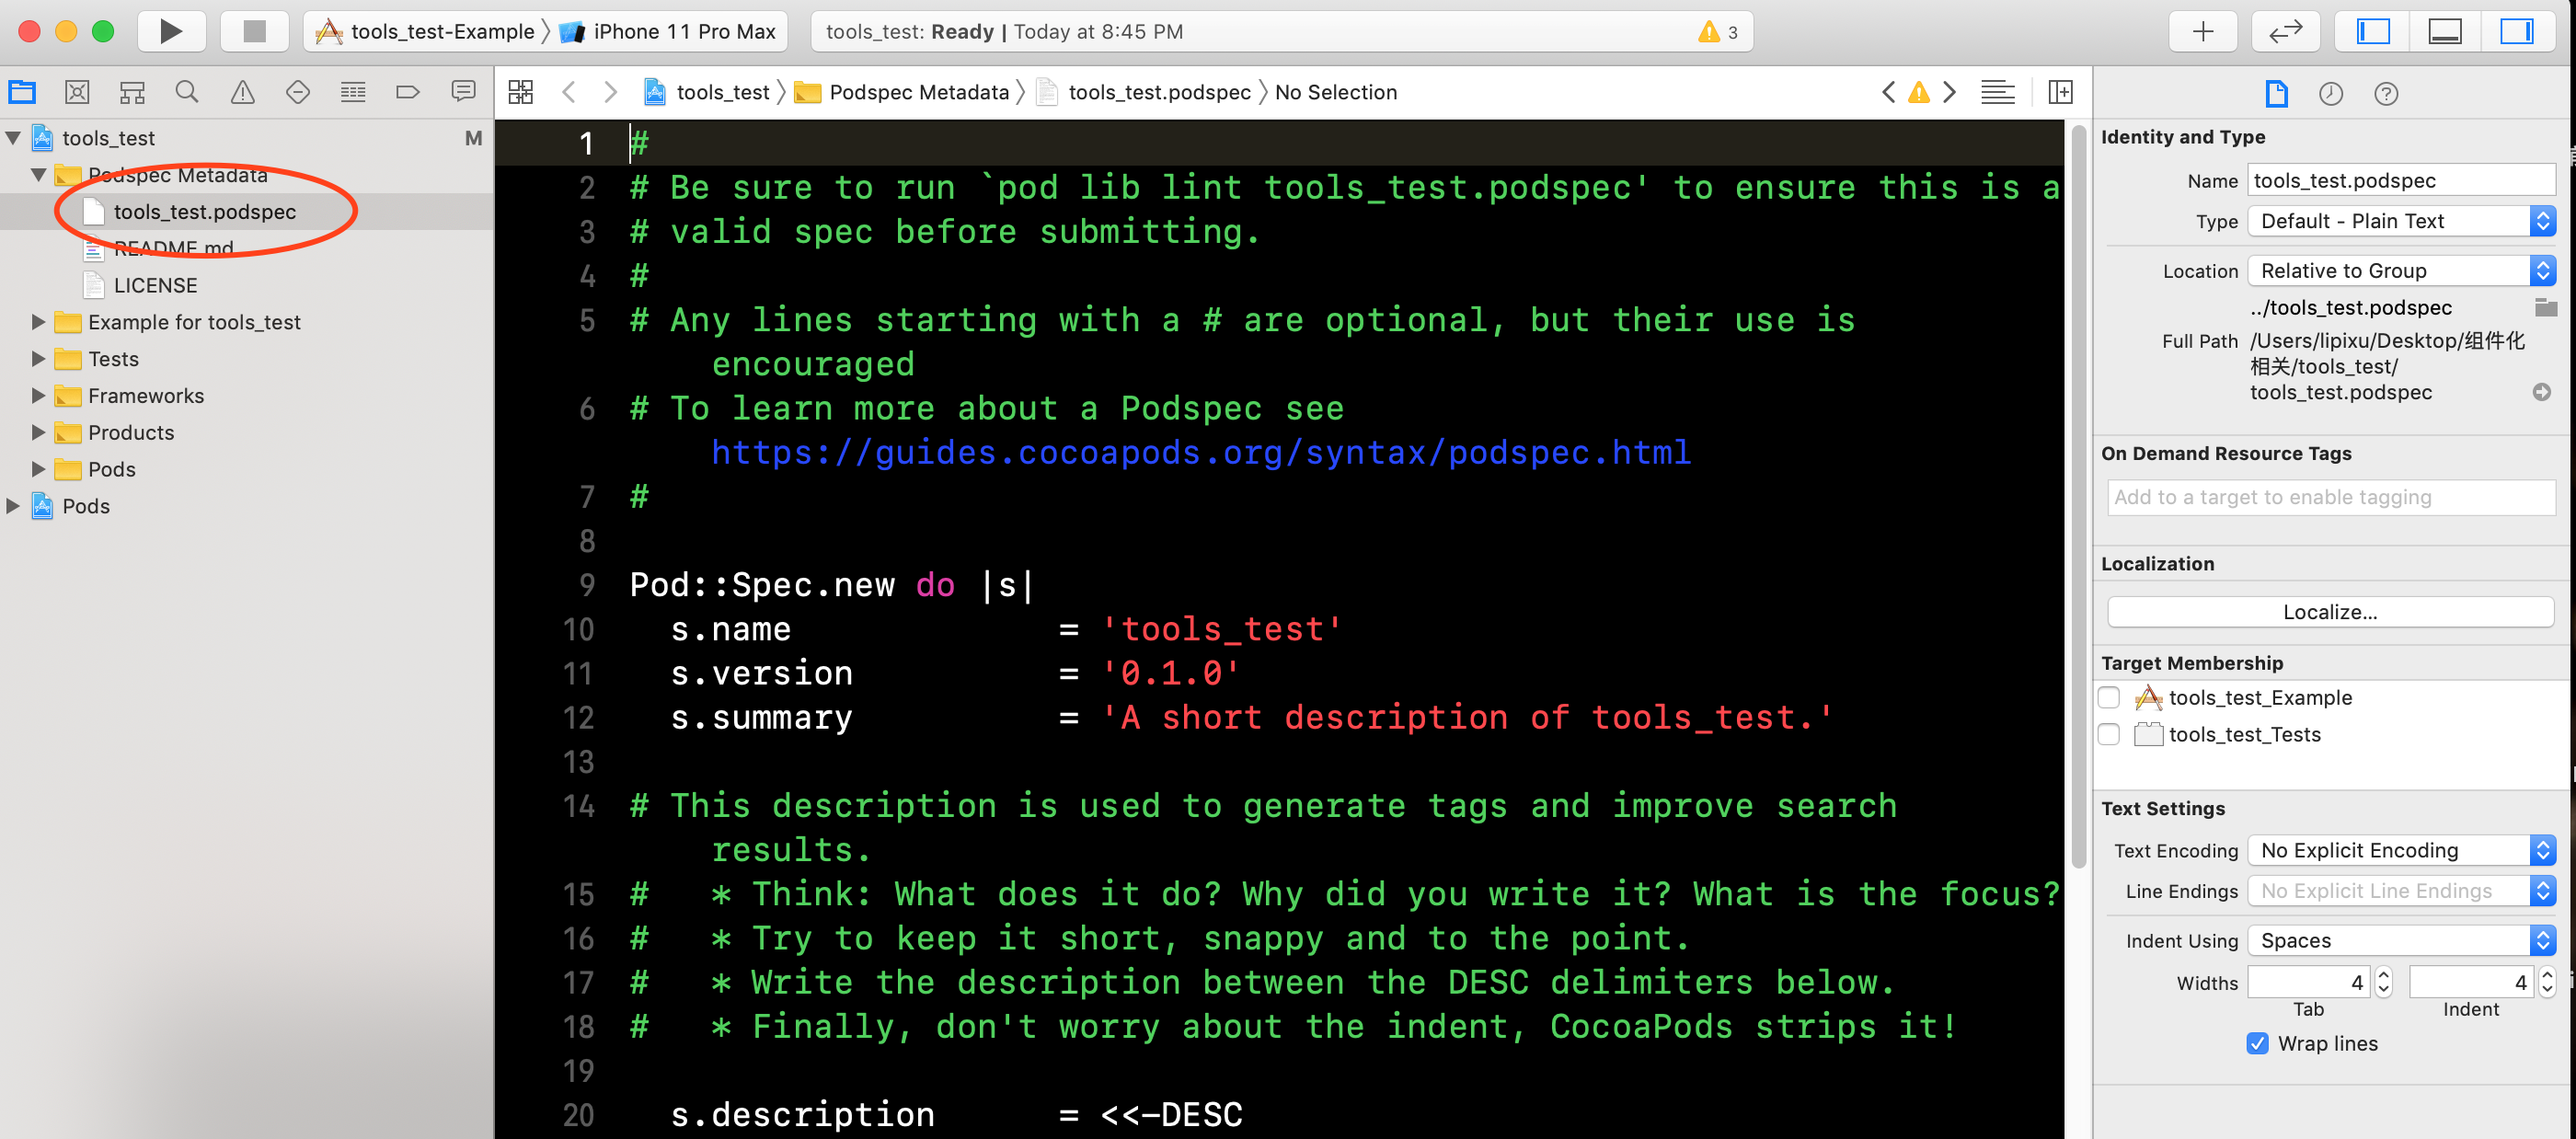 tools_test-Example 〉 iPhone 11 Pro Max
tools_test: Ready | Today at 8:45 PM
3
tools_test 〉 Podspec Metadata 〉 tools_test.podspec 〉 No Selection
tools_test M
Podspec Metadata
tools_test.podspec
README.md
LICENSE
Example for tools_test
Tests
Frameworks
Products
Pods
Pods
1 #
2 # Be sure to run `pod lib lint tools_test.podspec' to ensure this is a
3 # valid spec before submitting.
4 #
5 # Any lines starting with a # are optional, but their use is
encouraged
6 # To learn more about a Podspec see
https://guides.cocoapods.org/syntax/podspec.html
7 #
8
9 Pod::Spec.new do |s|
10 s.name = 'tools_test'
11 s.version = '0.1.0'
12 s.summary = 'A short description of tools_test.'
13
14 # This description is used to generate tags and improve search
results.
15 # * Think: What does it do? Why did you write it? What is the focus?
16 # * Try to keep it short, snappy and to the point.
17 # * Write the description between the DESC delimiters below.
18 # * Finally, don't worry about the indent, CocoaPods strips it!
19
20 s.description = <<-DESC
Identity and Type
Name tools_test.podspec
Type Default - Plain Text
Location Relative to Group
../tools_test.podspec
Full Path /Users/lipixu/Desktop/组件化
相关/tools_test/
tools_test.podspec
On Demand Resource Tags
Add to a target to enable tagging
Localization
Localize...
Target Membership
tools_test_Example
tools_test_Tests
Text Settings
Text Encoding No Explicit Encoding
Line Endings No Explicit Line Endings
Indent Using Spaces
Widths 4 4
Tab Indent
Wrap lines